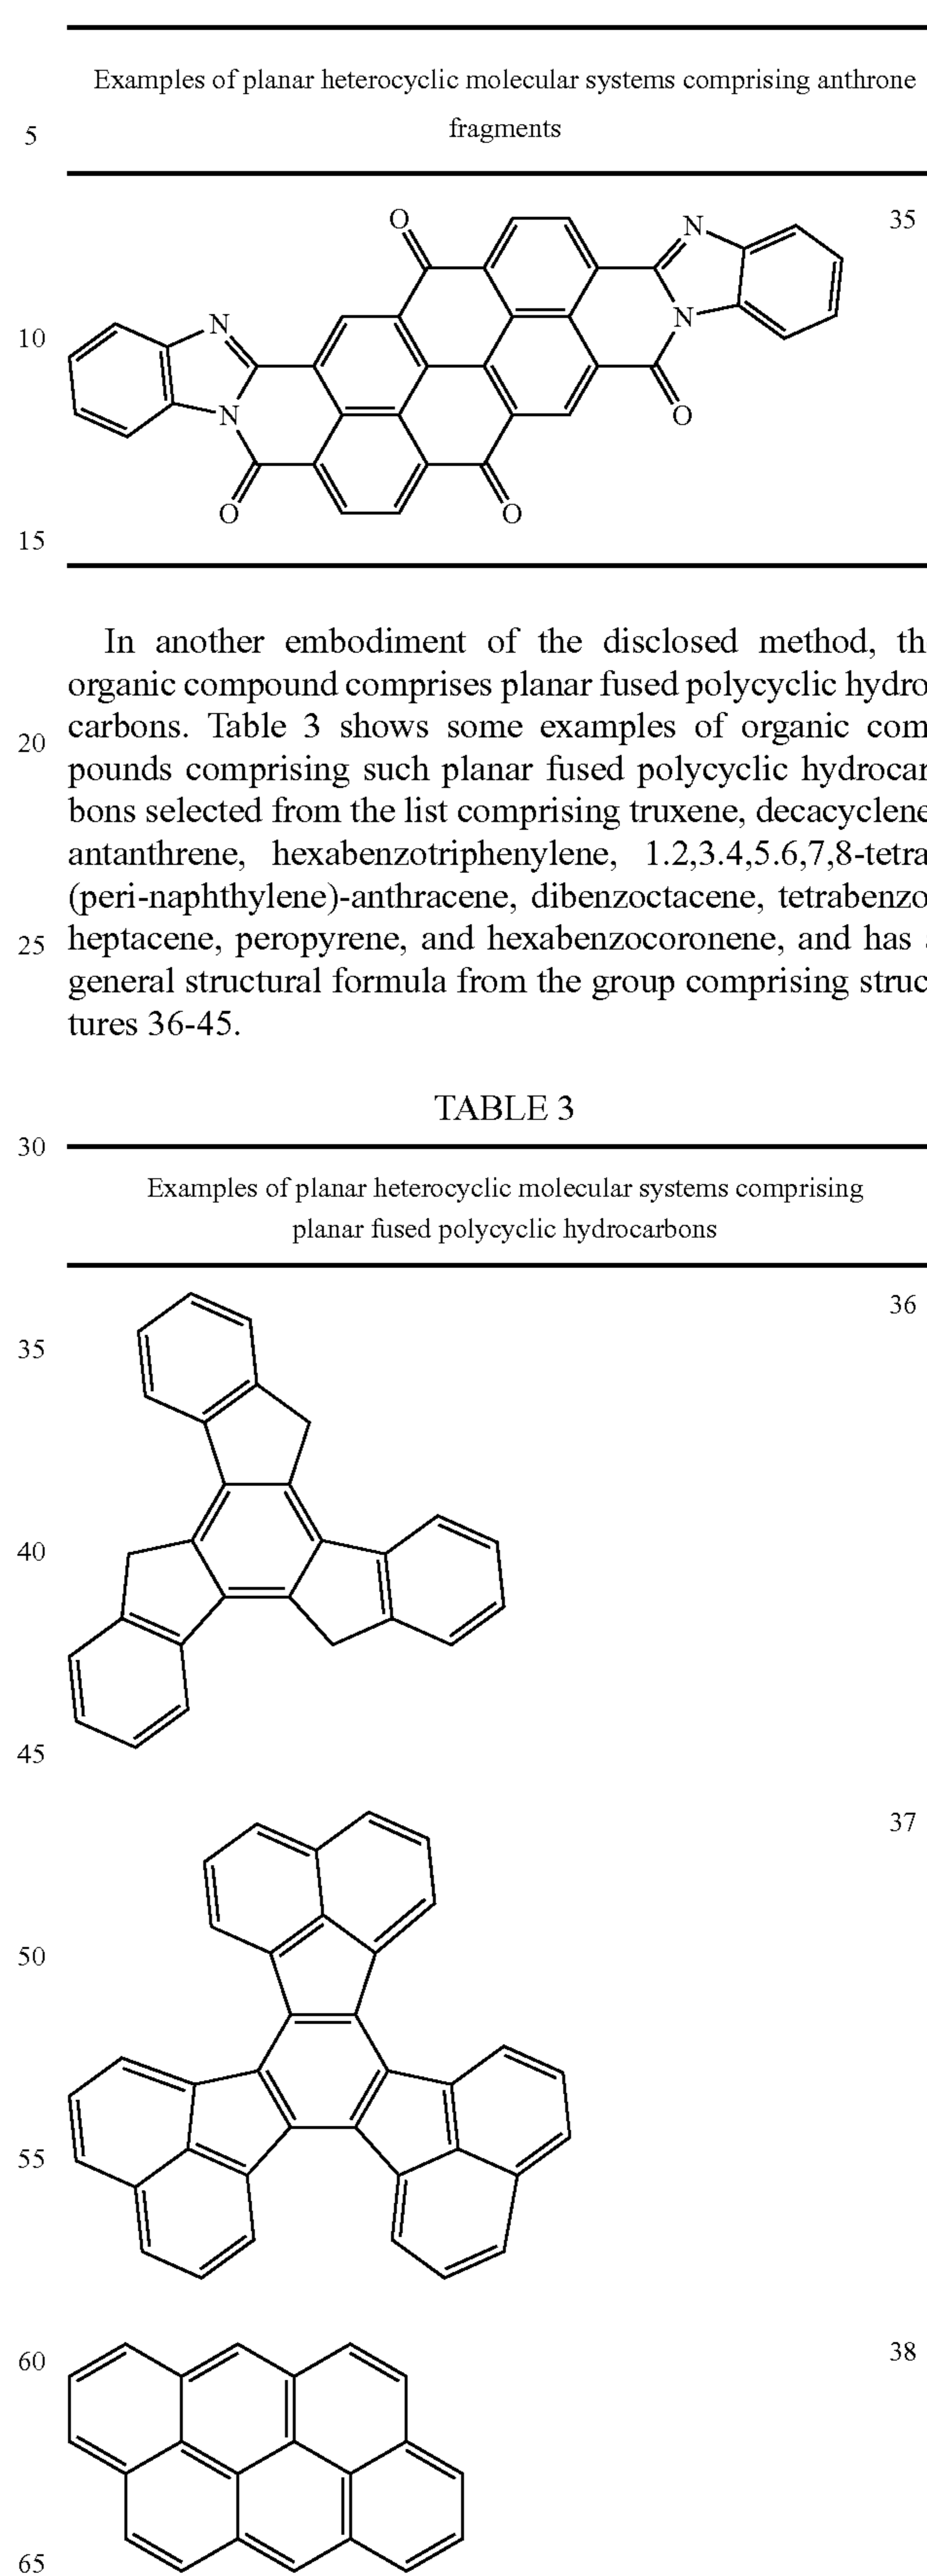 Examples of planar heterocyclic molecular systems comprising anthrone
5
fragments
35
O
N
N
10
N
O
N
O
O
15
In another embodiment of the disclosed method, th
organic compound comprises planar fused polycyclic hydro
20
carbons. Table 3 shows some examples of organic com
pounds comprising such planar fused polycyclic hydrocar
bons selected from the list comprising truxene, decacyclene
antanthrene, hexabenzotriphenylene, 1.2,3.4,5.6,7,8-tetra
(peri-naphthylene)-anthracene, dibenzoctacene, tetrabenzo
25
heptacene, peropyrene, and hexabenzocoronene, and has
general structural formula from the group comprising struc
tures 36-45.
TABLE 3
30
Examples of planar heterocyclic molecular systems comprising
planar fused polycyclic hydrocarbons
36
35
40
45
37
50
55
60
38
65